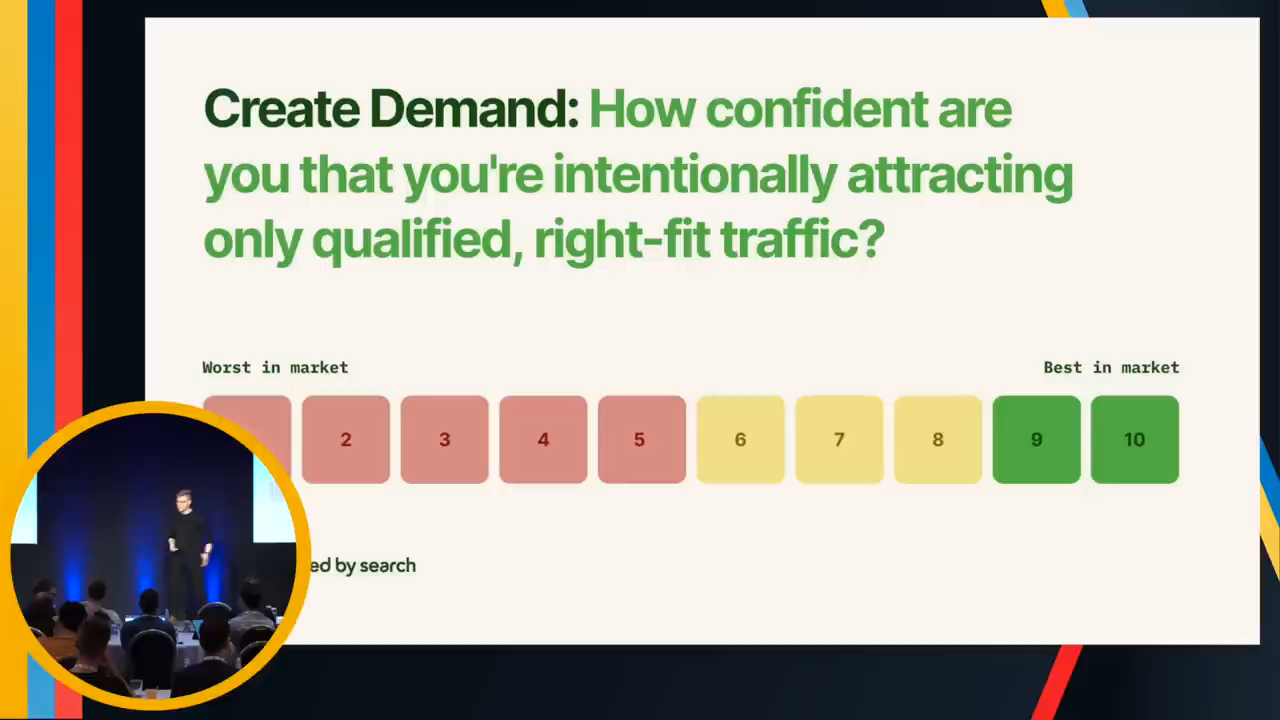 Create Demand: How confident are
you that you're intentionally attracting
only qualified, right-fit traffic?
Worst in market
Best in market
2 3 4 5 6 7 8 9 10
ed by search